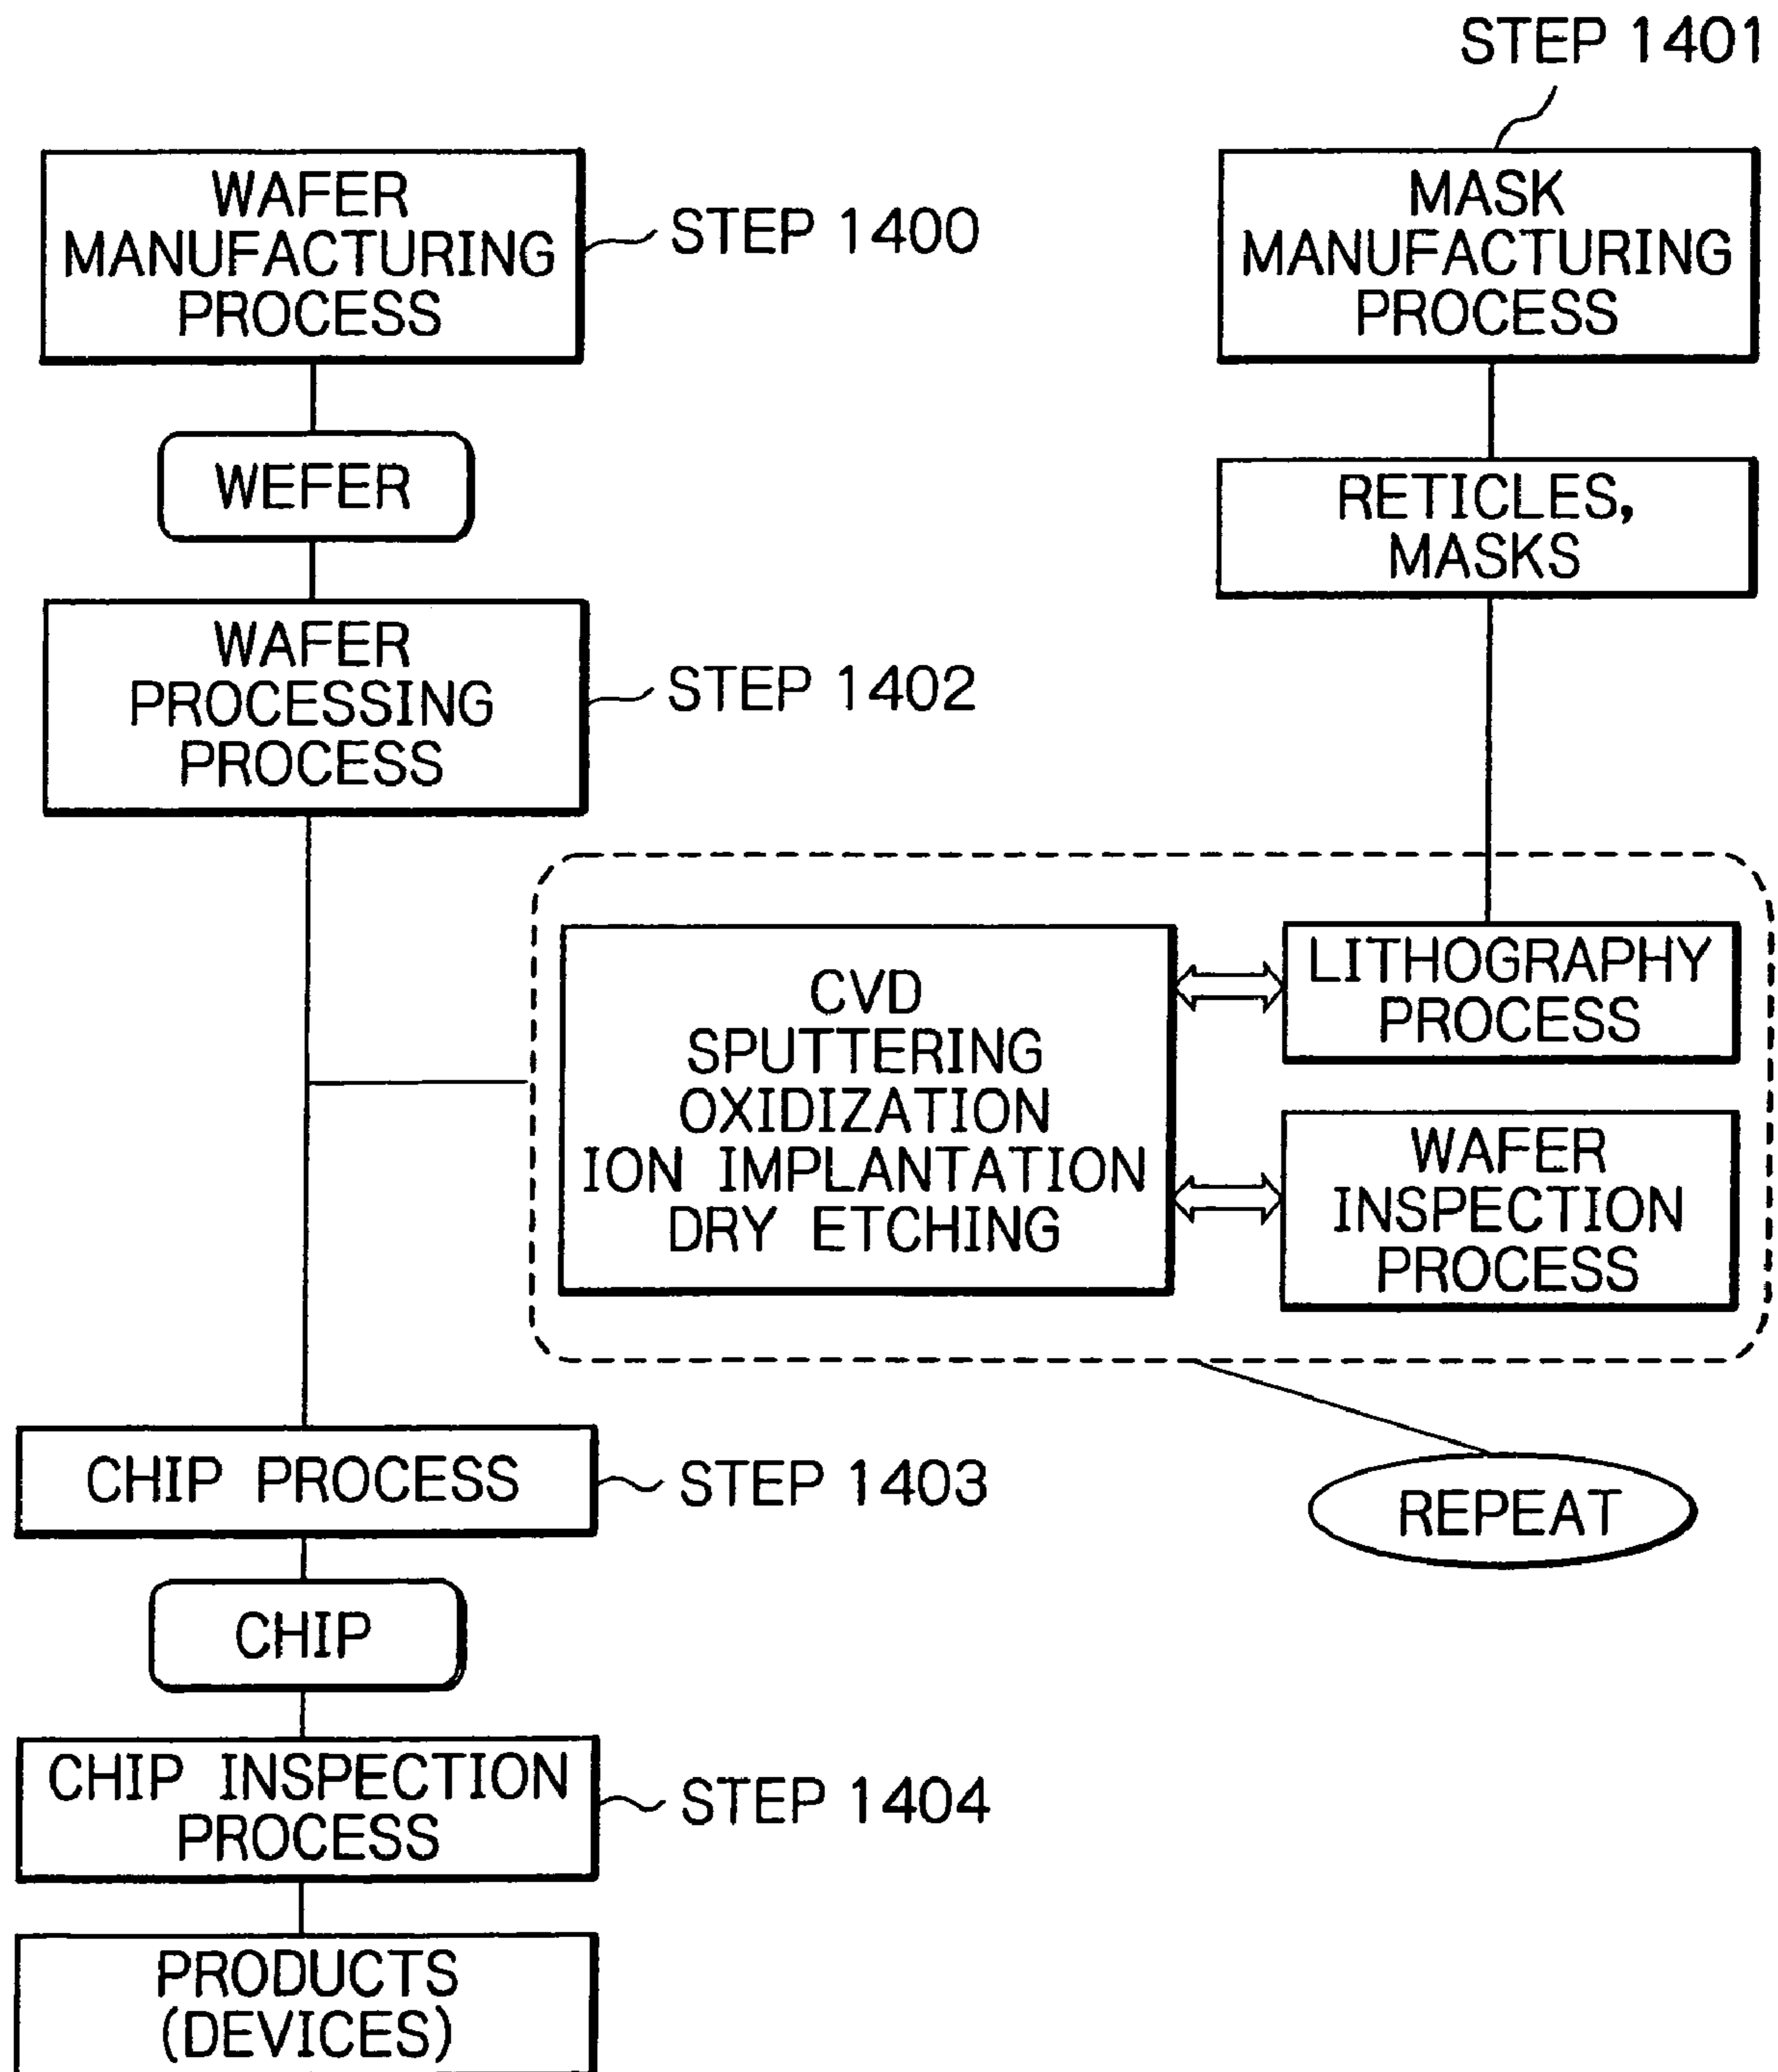 STEP 1401
WAFER
MANUFACTURING
PROCESS
STEP 1400
MASK
MANUFACTURING
PROCESS
WEFER
RETICLES,
MASKS
WAFER
PROCESSING
PROCESS
STEP 1402
CVD
SPUTTERING
OXIDIZATION
ION IMPLANTATION
DRY ETCHING
LITHOGRAPHY
PROCESS
WAFER
INSPECTION
PROCESS
REPEAT
CHIP PROCESS
STEP 1403
CHIP
CHIP INSPECTION
PROCESS
STEP 1404
PRODUCTS
(DEVICES)